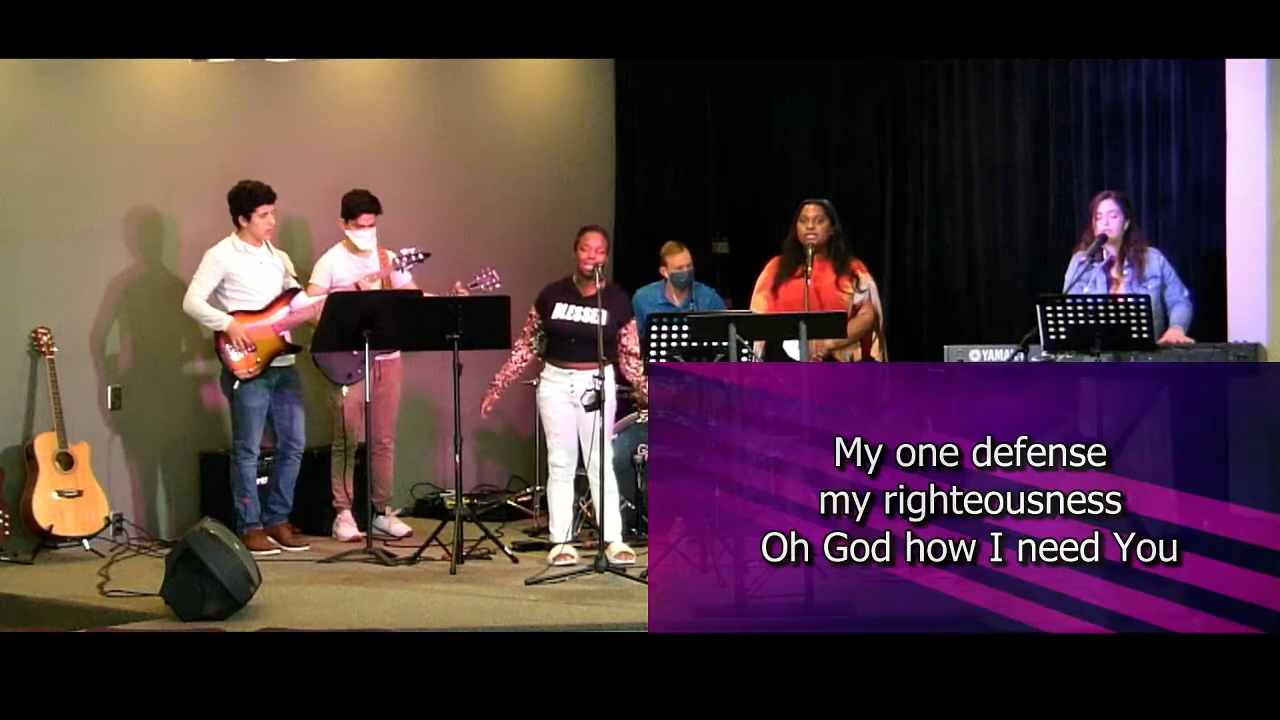 BLESSED
YAMAHA
My one defense
my righteousness
Oh God how I need You